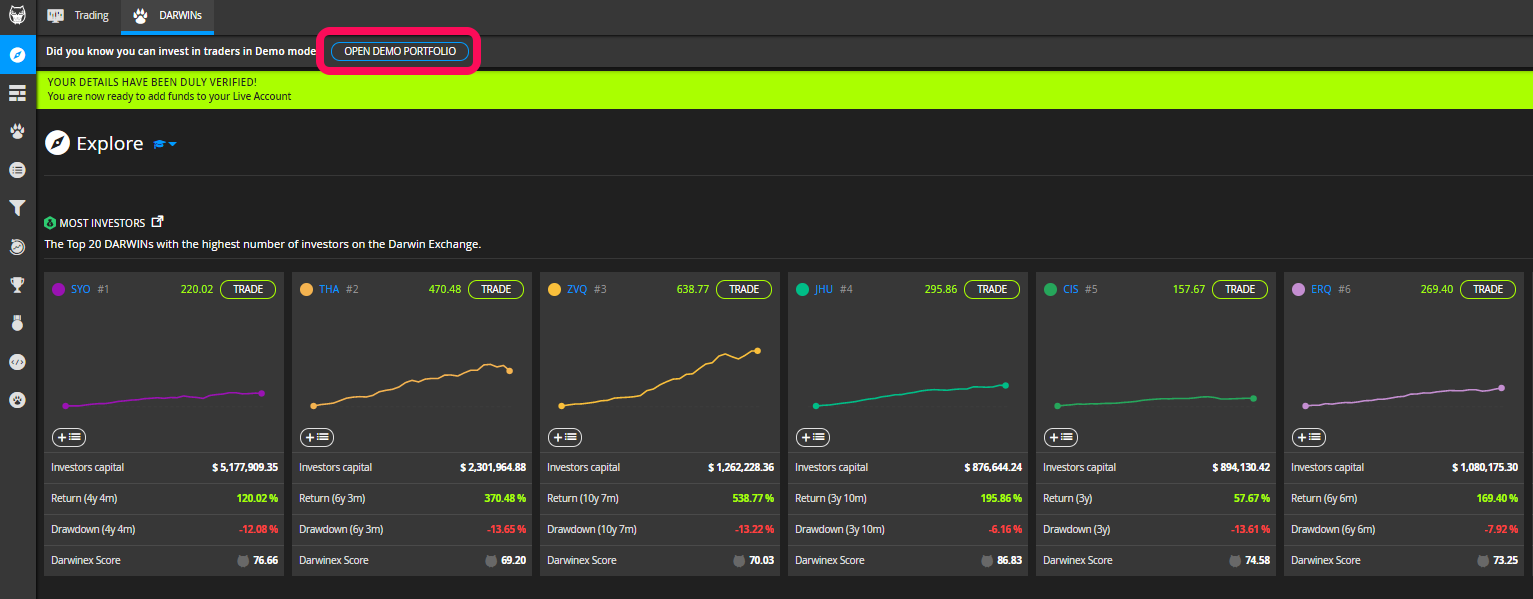 Trading
DARWINs
Did you know you can invest in traders in Demo mode
OPEN DEMO PORTFOLIO
YOUR DETAILS HAVE BEEN DULY VERIFIED!
You are now ready to add funds to your Live Account
Explore
MOST INVESTORS
The Top 20 DARWINs with the highest number of investors on the Darwin Exchange.
SYO #1 220.02 TRADE
Investors capital $ 5,177,909.35
Return (4y 4m) 120.02 %
Drawdown (4y 4m) -12.08 %
Darwinex Score 76.66
THA #2 470.48 TRADE
Investors capital $ 2,301,964.88
Return (6y 3m) 370.48 %
Drawdown (6y 3m) -13.65 %
Darwinex Score 69.20
ZVQ #3 638.77 TRADE
Investors capital $ 1,262,228.36
Return (10y 7m) 538.77 %
Drawdown (10y 7m) -13.22 %
Darwinex Score 70.03
JHU #4 295.86 TRADE
Investors capital $ 876,644.24
Return (3y 10m) 195.86 %
Drawdown (3y 10m) -6.16 %
Darwinex Score 86.83
CIS #5 157.67 TRADE
Investors capital $ 894,130.42
Return (3y) 57.67 %
Drawdown (3y) -13.61 %
Darwinex Score 74.58
ERQ #6 269.40 TRADE
Investors capital $ 1,080,175.30
Return (6y 6m) 169.40 %
Drawdown (6y 6m) -7.92 %
Darwinex Score 73.25